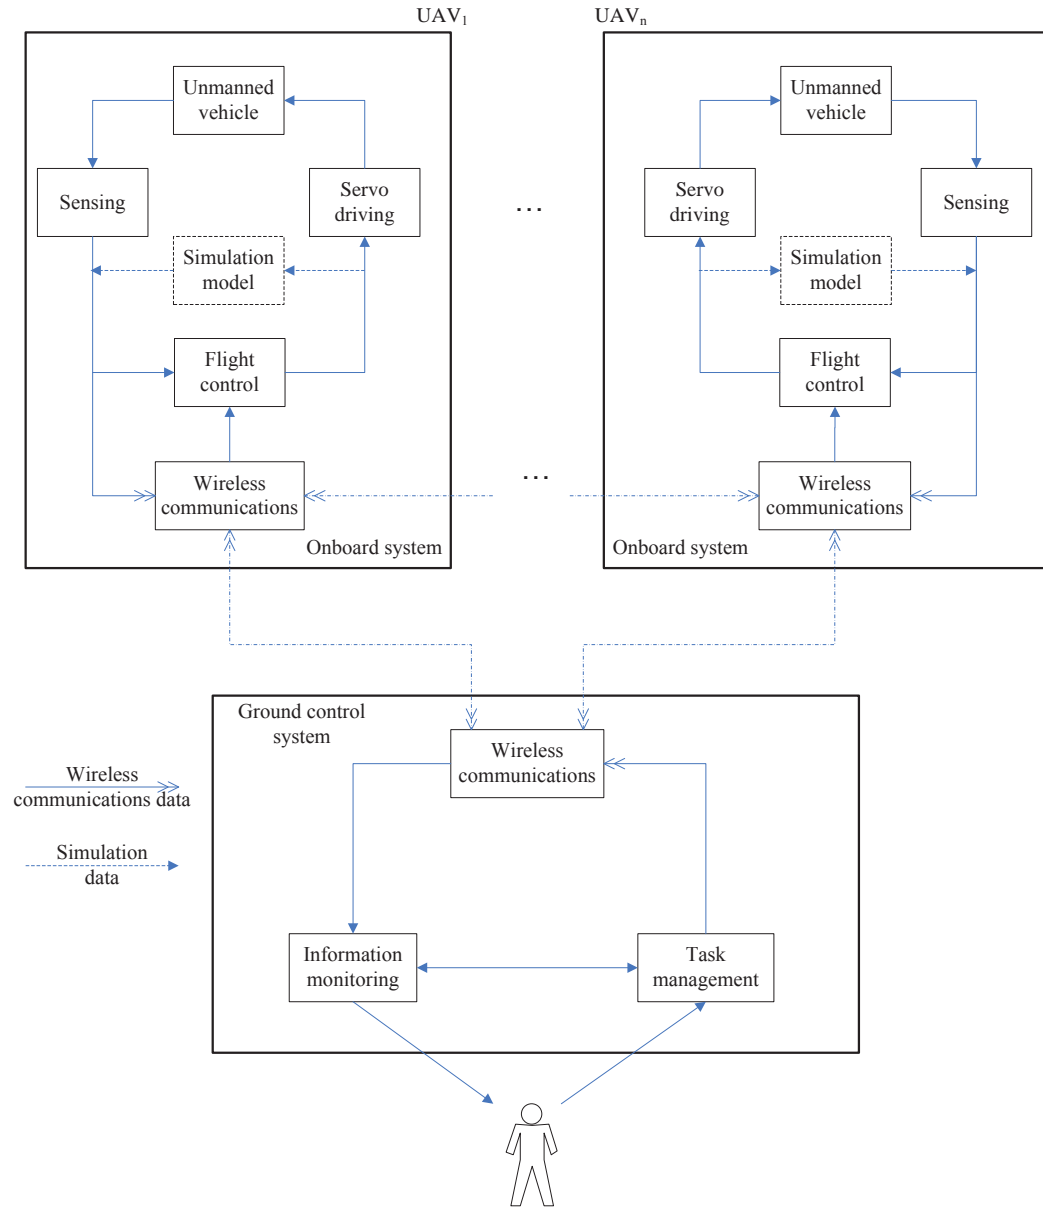 UAV₁
UAVₙ
Unmanned
vehicle
Sensing
Servo
driving
Simulation
model
Flight
control
Wireless
communications
Onboard system
...
...
Unmanned
vehicle
Servo
driving
Sensing
Simulation
model
Flight
control
Wireless
communications
Onboard system
Ground control
system
Wireless
communications
Wireless
communications data
Simulation
data
Information
monitoring
Task
management